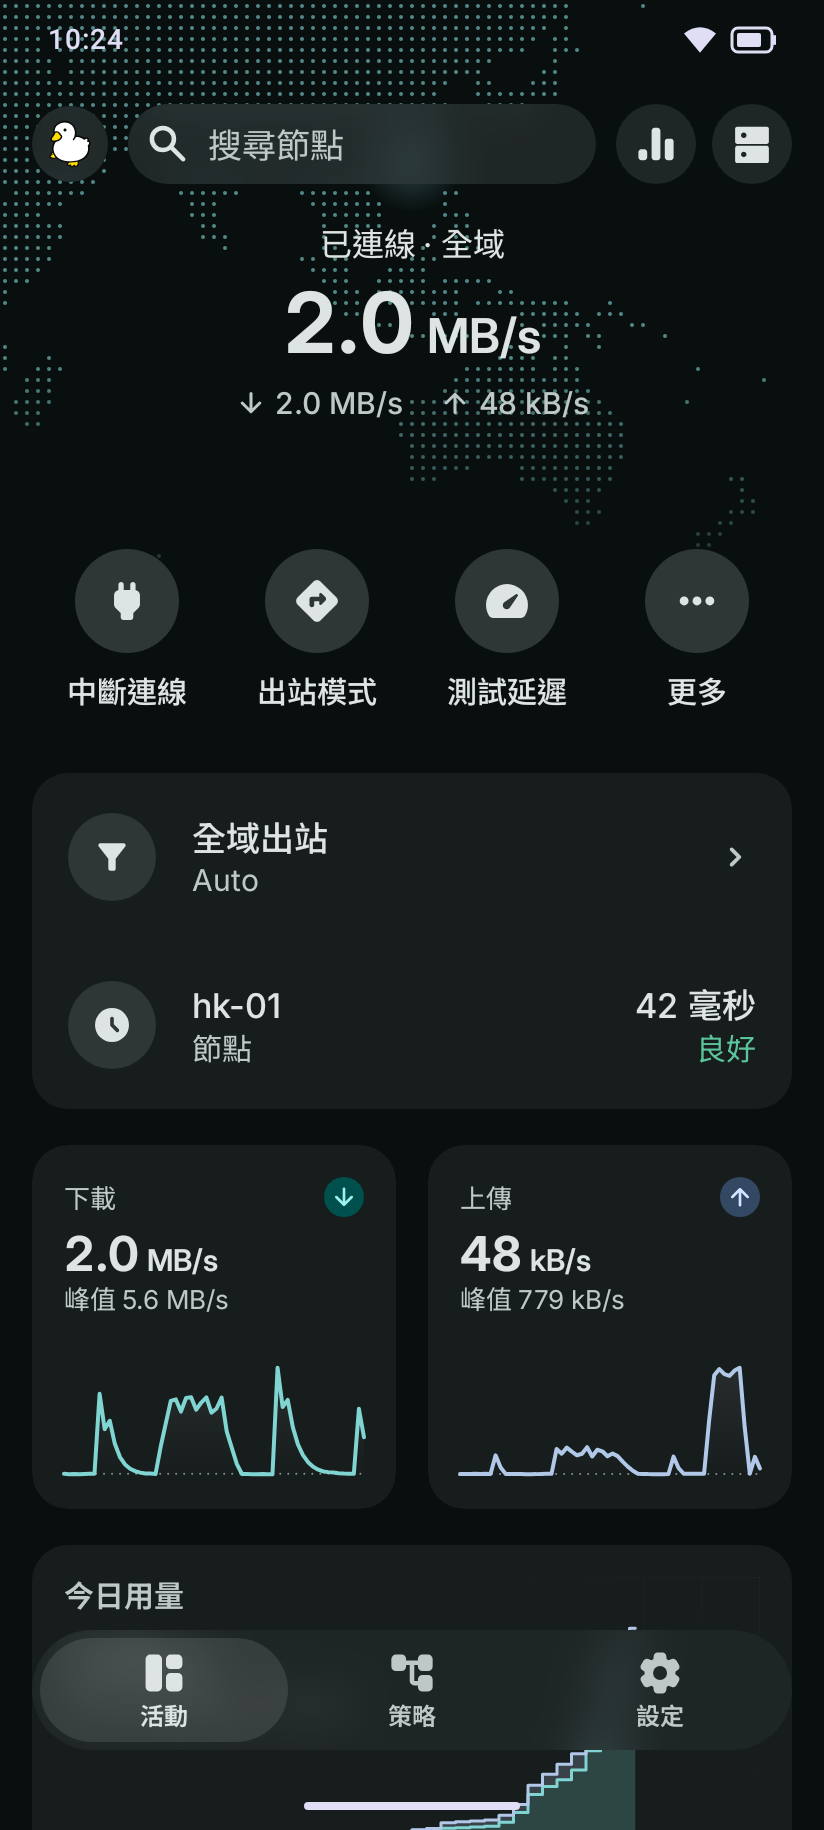 10:24
搜尋節點
已連線 · 全域
2.0 MB/s
↓ 2.0 MB/s ↑ 48 kB/s
中斷連線 出站模式 測試延遲 更多
全域出站
Auto
hk-01
節點
42 毫秒
良好
下載
2.0 MB/s
峰值 5.6 MB/s
上傳
48 kB/s
峰值 779 kB/s
今日用量
活動 策略 設定